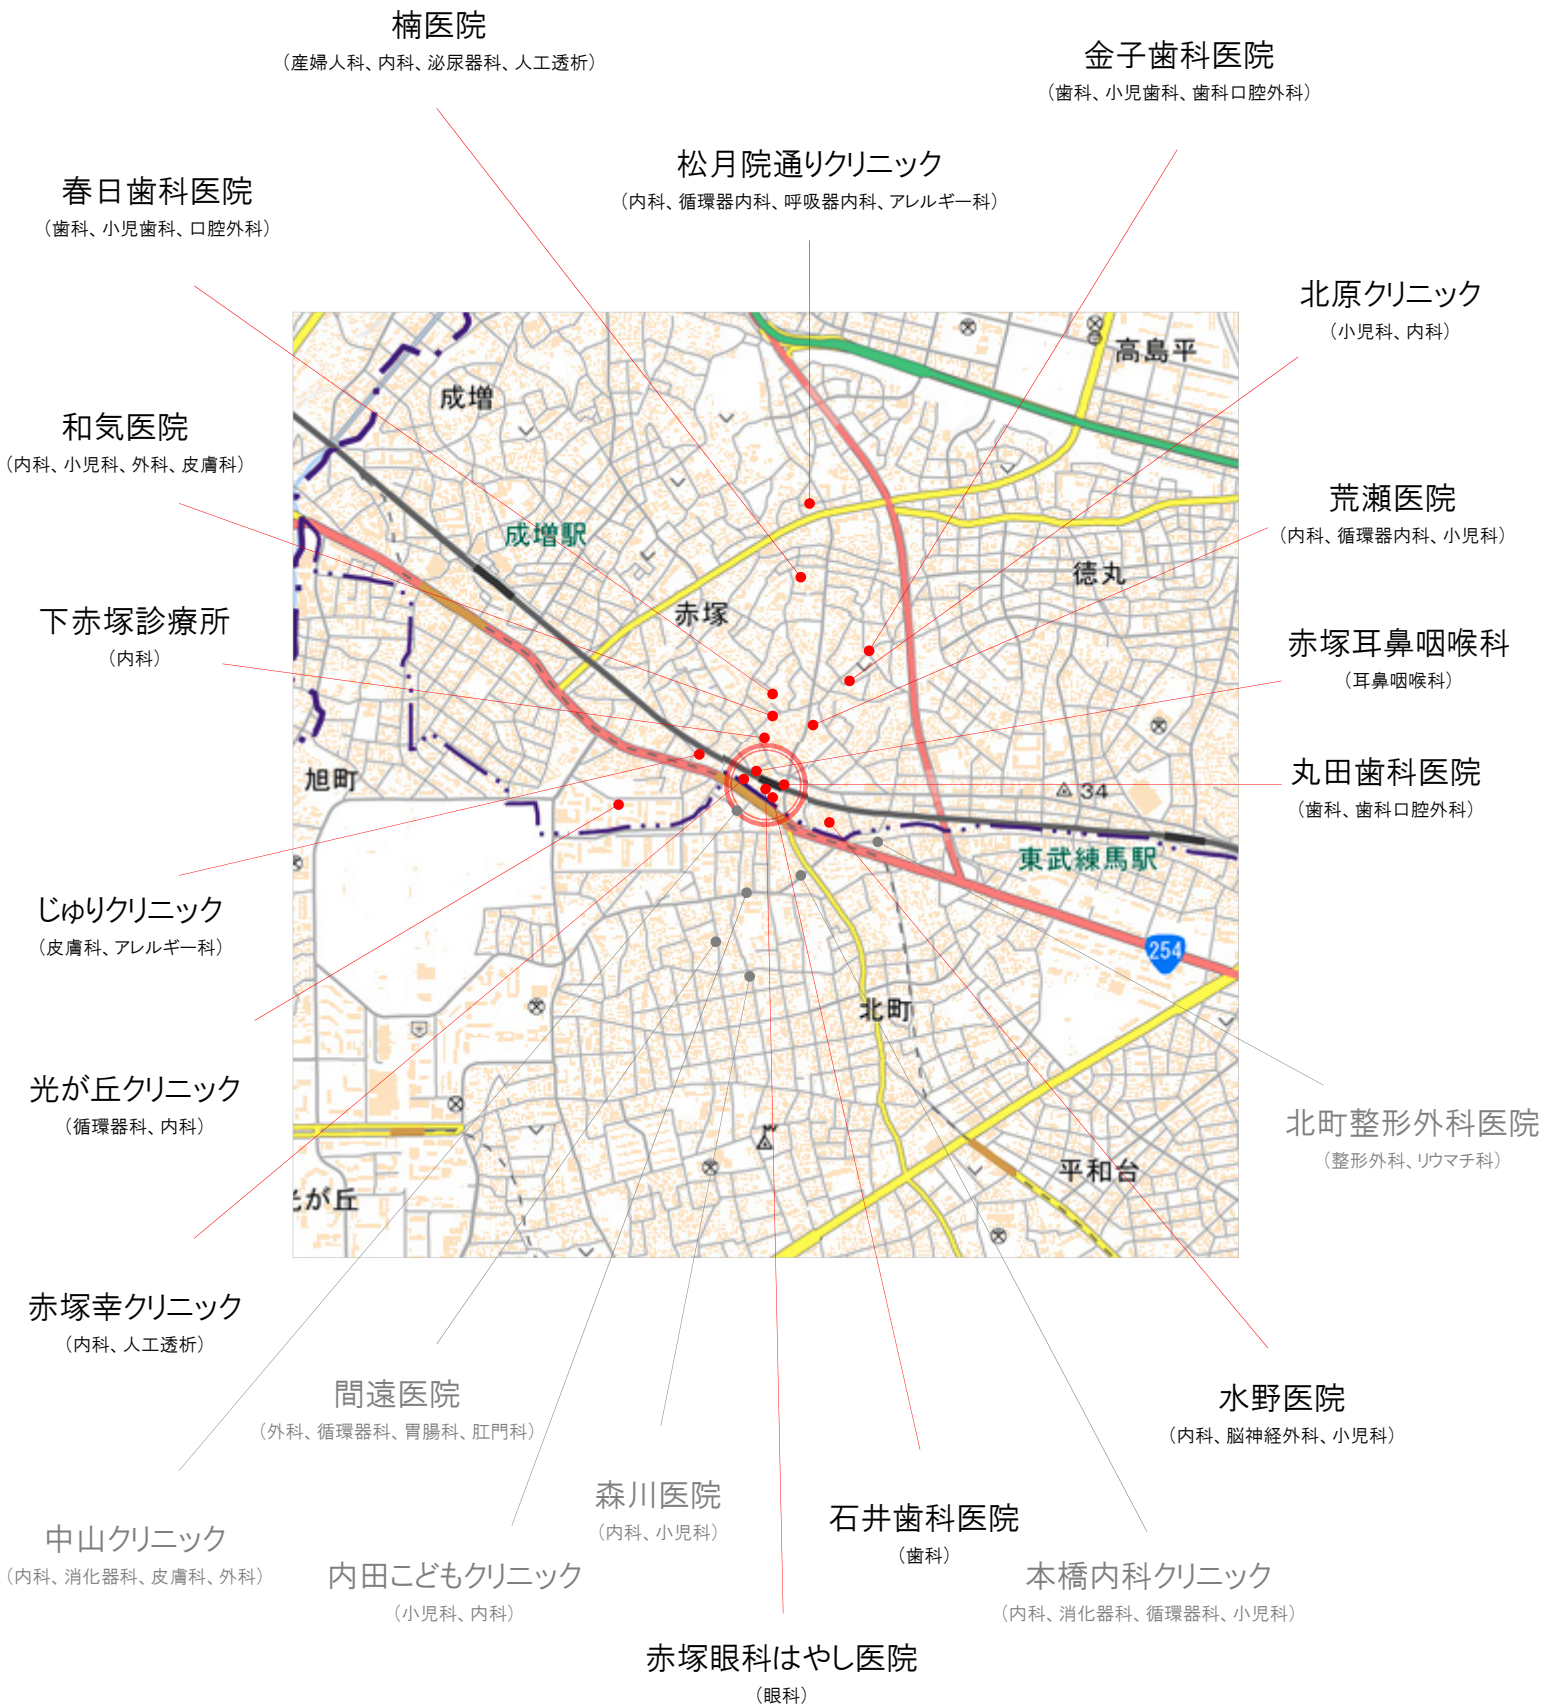 楠医院
（産婦人科、内科、泌尿器科、人工透析）
金子歯科医院
（歯科、小児歯科、歯科口腔外科）
松月院通りクリニック
（内科、循環器内科、呼吸器内科、アレルギー科）
春日歯科医院
（歯科、小児歯科、口腔外科）
北原クリニック
（小児科、内科）
和気医院
（内科、小児科、外科、皮膚科）
荒瀬医院
（内科、循環器内科、小児科）
下赤塚診療所
（内科）
赤塚耳鼻咽喉科
（耳鼻咽喉科）
丸田歯科医院
（歯科、歯科口腔外科）
高島平
成増
成増駅
徳丸
赤塚
旭町
34
東武練馬駅
254
北町
平和台
光が丘
じゅりクリニック
（皮膚科、アレルギー科）
光が丘クリニック
（循環器科、内科）
北町整形外科医院
（整形外科、リウマチ科）
赤塚幸クリニック
（内科、人工透析）
間遠医院
（外科、循環器科、胃腸科、肛門科）
水野医院
（内科、脳神経外科、小児科）
森川医院
（内科、小児科）
石井歯科医院
（歯科）
中山クリニック
（内科、消化器科、皮膚科、外科）
内田こどもクリニック
（小児科、内科）
本橋内科クリニック
（内科、消化器科、循環器科、小児科）
赤塚眼科はやし医院
（眼科）